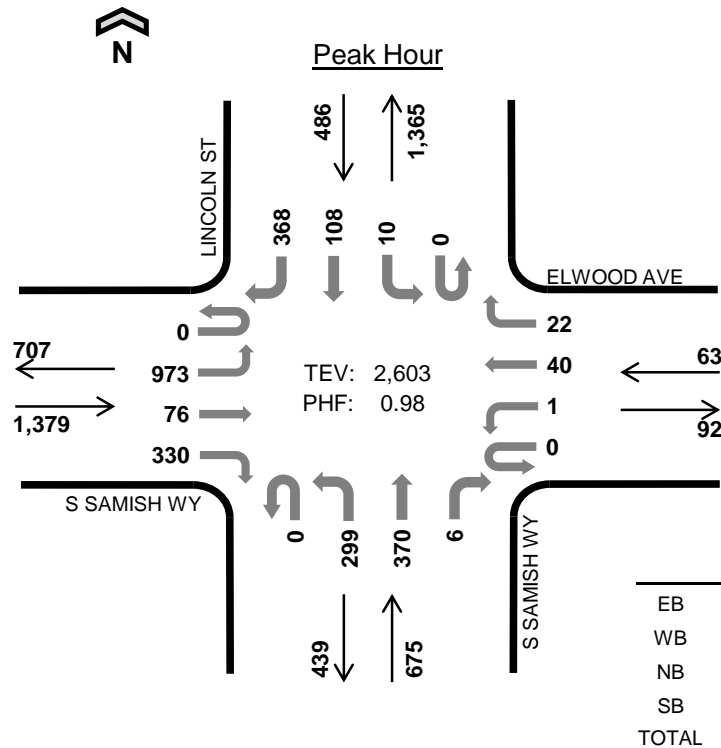 N
Peak Hour
486
1,365
LINCOLN ST
368
108
10
0
ELWOOD AVE
0
22
707
973
TEV: 2,603
40
63
1,379
76
PHF: 0.98
1
92
330
0
S SAMISH WY
0
299
370
6
S SAMISH WY
439
675
EB
WB
NB
SB
TOTAL